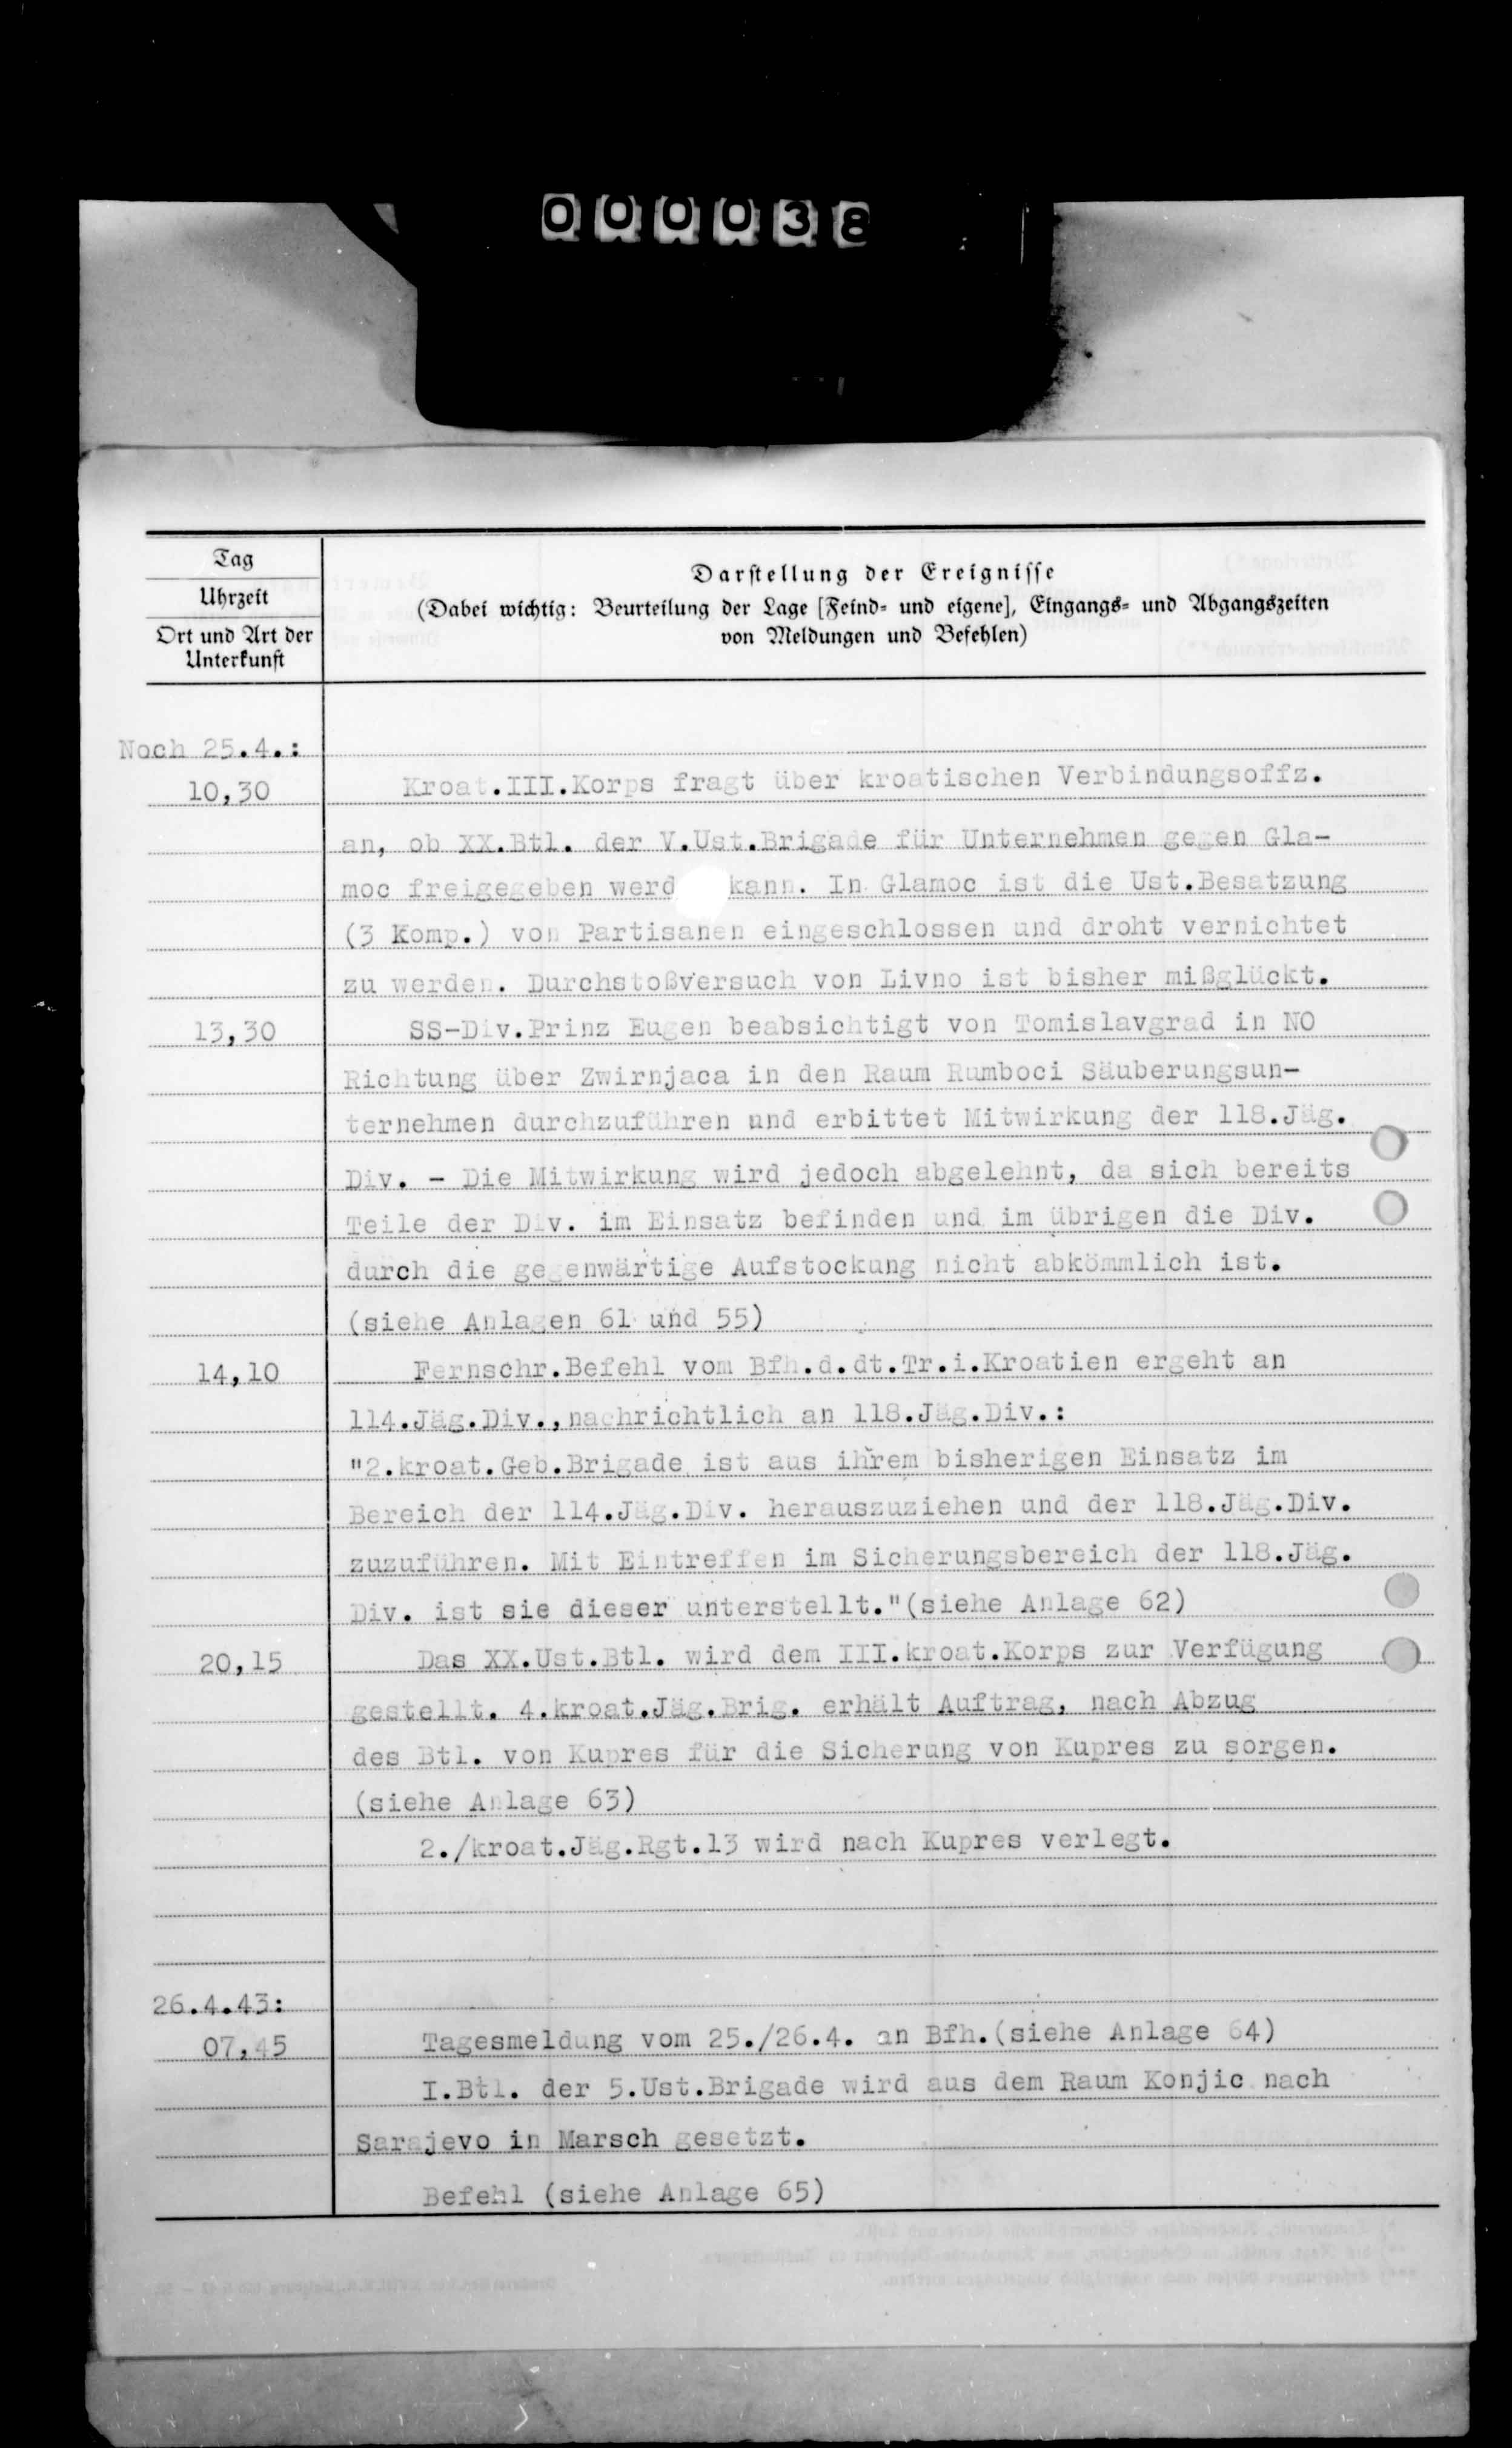 000038
Tag
Uhrzeit
Ort und Art der
Unterkunft
Darstellung der Ereignisse
(Dabei wichtig: Beurteilung der Lage [Feind- und eigene], Eingangs- und Abgangszeiten
von Meldungen und Befehlen)
Noch 25.4.:
10,30 Kroat.III.Korps fragt über kroatischen Verbindungsoffz.
an, ob XX.Btl. der V.Ust.Brigade für Unternehmen gegen Gla-
moc freigegeben werd kann. In Glamoc ist die Ust.Besatzung
(3 Komp.) von Partisanen eingeschlossen und droht vernichtet
zu werden. Durchstoßversuch von Livno ist bisher mißglückt.
13,30 SS-Div.Prinz Eugen beabsichtigt von Tomislavgrad in NO
Richtung über Zwirnjaca in den Raum Rumboci Säuberungsun-
ternehmen durchzuführen und erbittet Mitwirkung der 118.Jäg.
Div. - Die Mitwirkung wird jedoch abgelehnt, da sich bereits
Teile der Div. im Einsatz befinden und im übrigen die Div.
durch die gegenwärtige Aufstockung nicht abkömmlich ist.
(siehe Anlagen 61 und 55)
14,10 Fernschr.Befehl vom Bfh.d.dt.Tr.i.Kroatien ergeht an
114.Jäg.Div.,nachrichtlich an 118.Jäg.Div.:
"2.kroat.Geb.Brigade ist aus ihrem bisherigen Einsatz im
Bereich der 114.Jäg.Div. herauszuziehen und der 118.Jäg.Div.
zuzuführen. Mit Eintreffen im Sicherungsbereich der 118.Jäg.
Div. ist sie dieser unterstellt."(siehe Anlage 62)
20,15 Das XX.Ust.Btl. wird dem III.kroat.Korps zur Verfügung
gestellt. 4.kroat.Jäg.Brig. erhält Auftrag, nach Abzug
des Btl. von Kupres für die Sicherung von Kupres zu sorgen.
(siehe Anlage 63)
2./kroat.Jäg.Rgt.13 wird nach Kupres verlegt.
26.4.43:
07,45 Tagesmeldung vom 25./26.4. an Bfh.(siehe Anlage 64)
I.Btl. der 5.Ust.Brigade wird aus dem Raum Konjic nach
Sarajevo in Marsch gesetzt.
Befehl (siehe Anlage 65)